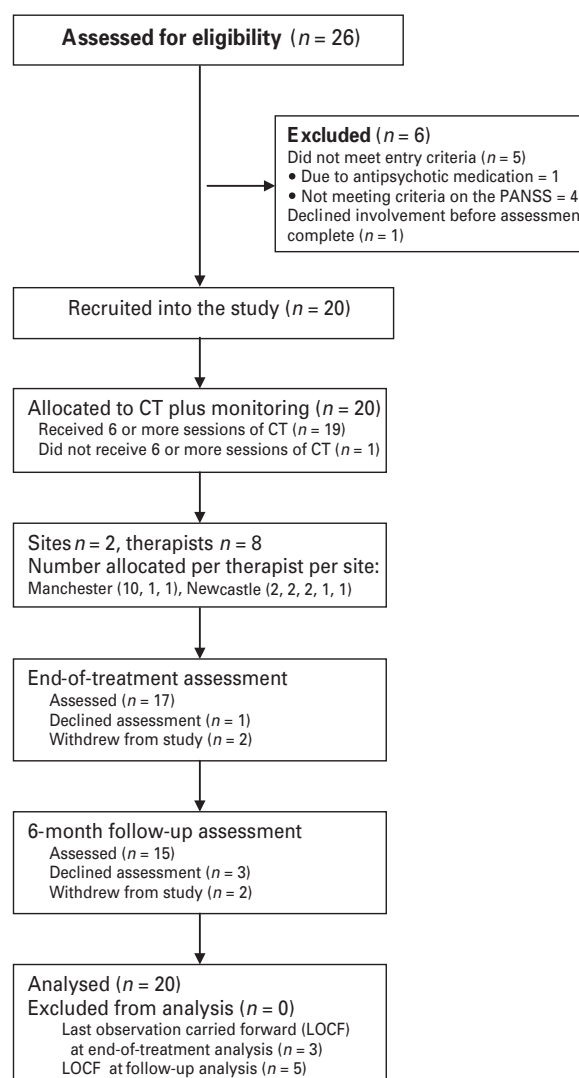 Assessed for eligibility (n = 26)
Excluded (n = 6)
Did not meet entry criteria (n = 5)
• Due to antipsychotic medication = 1
• Not meeting criteria on the PANSS = 4
Declined involvement before assessmen
complete (n = 1)
Recruited into the study (n = 20)
Allocated to CT plus monitoring (n = 20)
Received 6 or more sessions of CT (n = 19)
Did not receive 6 or more sessions of CT (n = 1)
Sites n = 2, therapists n = 8
Number allocated per therapist per site:
Manchester (10, 1, 1), Newcastle (2, 2, 2, 1, 1)
End-of-treatment assessment
Assessed (n = 17)
Declined assessment (n = 1)
Withdrew from study (n = 2)
6-month follow-up assessment
Assessed (n = 15)
Declined assessment (n = 3)
Withdrew from study (n = 2)
Analysed (n = 20)
Excluded from analysis (n = 0)
Last observation carried forward (LOCF)
at end-of-treatment analysis (n = 3)
LOCF at follow-up analysis (n = 5)